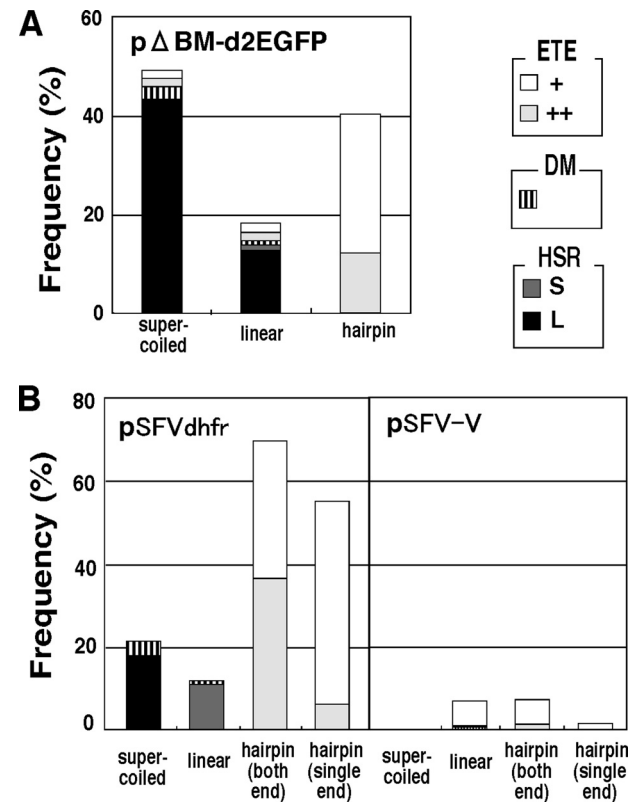 A
pΔBM-d2EGFP
Frequency (%)
60
40
20
0
super-
coiled
linear
hairpin
ETE
+
++
DM
HSR
S
L
B
pSFVdhfr
pSFV-V
Frequency (%)
80
60
40
20
0
super-
coiled
linear
hairpin
(both
end)
hairpin
(single
end)
super-
coiled
linear
hairpin
(both
end)
hairpin
(single
end)